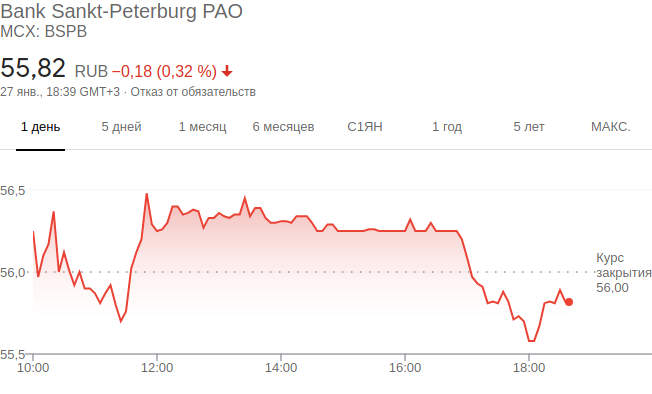 Bank Sankt-Peterburg PAO
MCX: BSPB
55,82 RUB −0,18 (0,32 %)
27 янв., 18:39 GMT+3 · Отказ от обязательств
1 день 5 дней 1 месяц 6 месяцев С1ЯН 1 год 5 лет МАКС.
56,5
Курс
56,0 закрытия
56,00
55,5
10:00 12:00 14:00 16:00 18:00